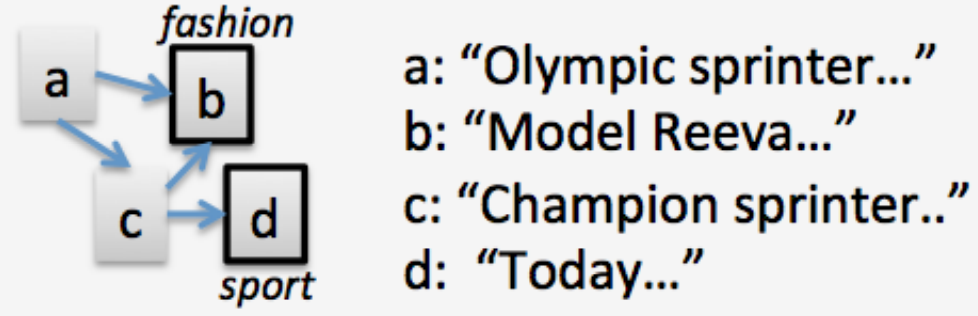 fashion
a
b
c
d
sport
a: “Olympic sprinter...”
b: “Model Reeva...”
c: “Champion sprinter..”
d: “Today...”